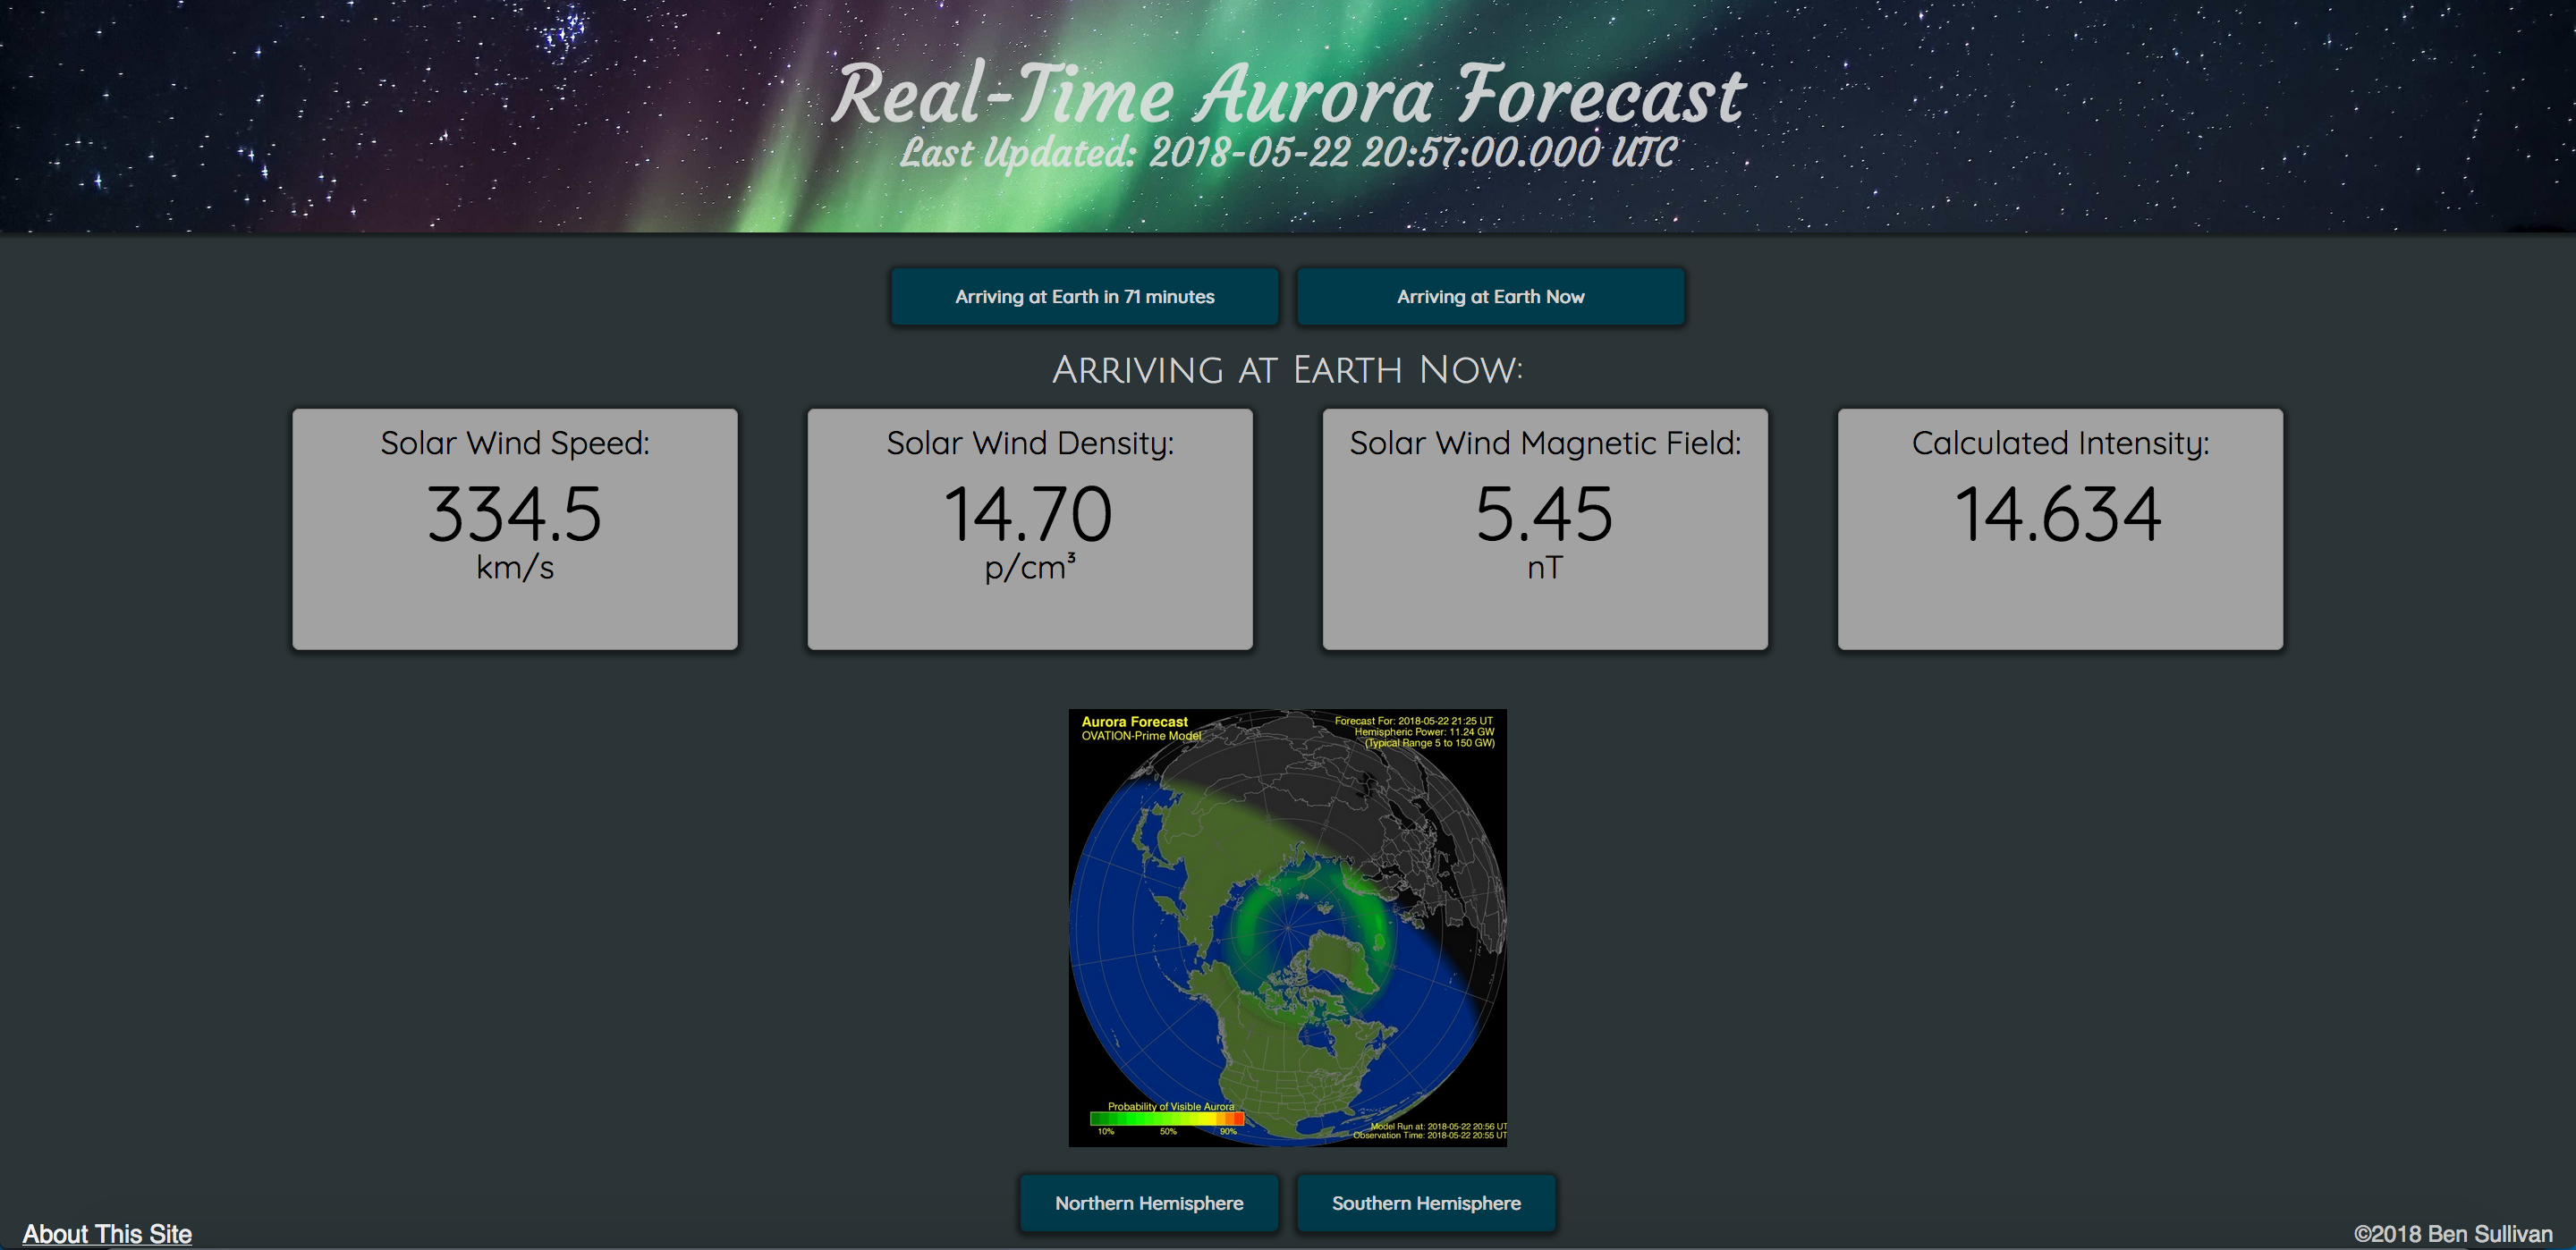 Real-Time Aurora Forecast
Last Updated: 2018-05-22 20:57:00.000 UTC
Arriving at Earth in 71 minutes
Arriving at Earth Now
Arriving at Earth Now:
Solar Wind Speed:
334.5
km/s
Solar Wind Density:
14.70
p/cm³
Solar Wind Magnetic Field:
5.45
nT
Calculated Intensity:
14.634
Aurora Forecast
OVATION-Prime Model
Forecast For: 2018-05-22 21:25 UT
Hemispheric Power: 11.24 GW
(Typical Range 5 to 150 GW)
Probability of Visible Aurora
10% 50% 90%
Model Run at: 2018-05-22 20:56 UT
Observation Time: 2018-05-22 20:55 UT
Northern Hemisphere
Southern Hemisphere
About This Site
©2018 Ben Sullivan